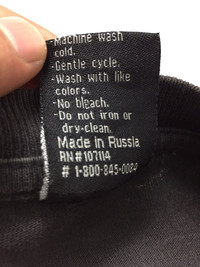 -Machine wash
cold.
-Gentle cycle.
-Wash with like
colors.
-No bleach.
-Do not iron or
dry-clean.
Made in Russia
RN#107114
# 1-800-845-0084